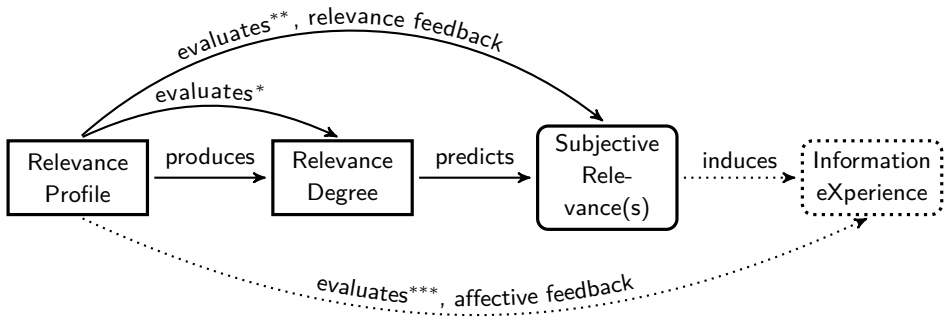 evaluates**, relevance feedback
evaluates*
Relevance
Profile
produces
Relevance
Degree
predicts
Subjective
Rele-
vance(s)
induces
Information
eXperience
evaluates***, affective feedback